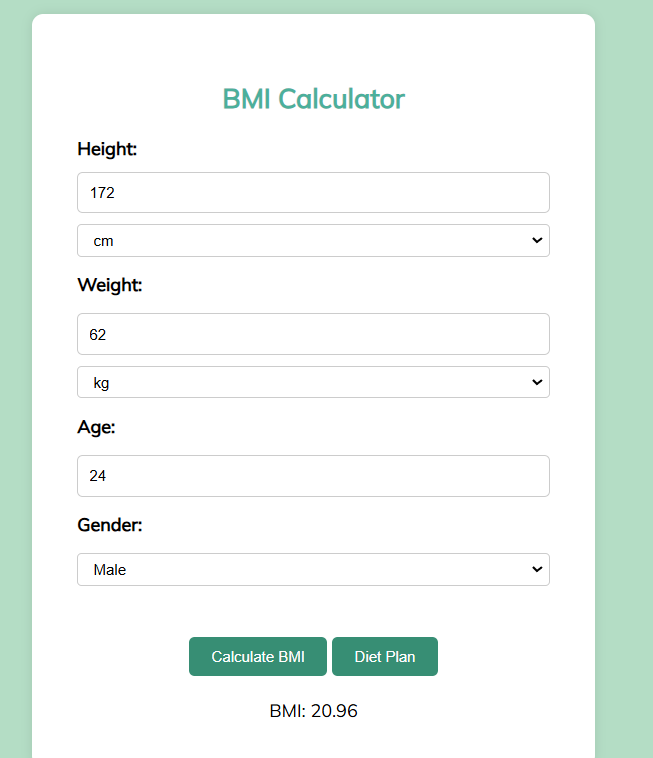 BMI Calculator
Height:
172
cm
Weight:
62
kg
Age:
24
Gender:
Male
Calculate BMI Diet Plan
BMI: 20.96